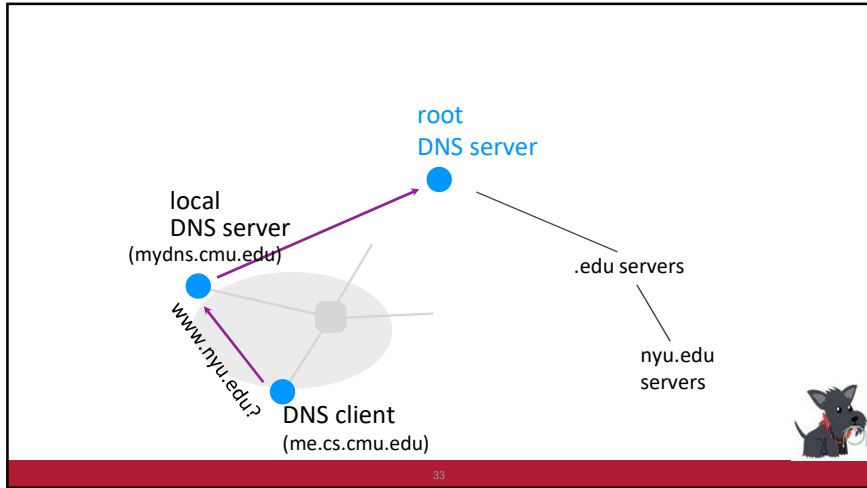 root
DNS server
local
DNS server
(mydns.cmu.edu)
.edu servers
www.nyu.edu?
nyu.edu
servers
DNS client
(me.cs.cmu.edu)
33